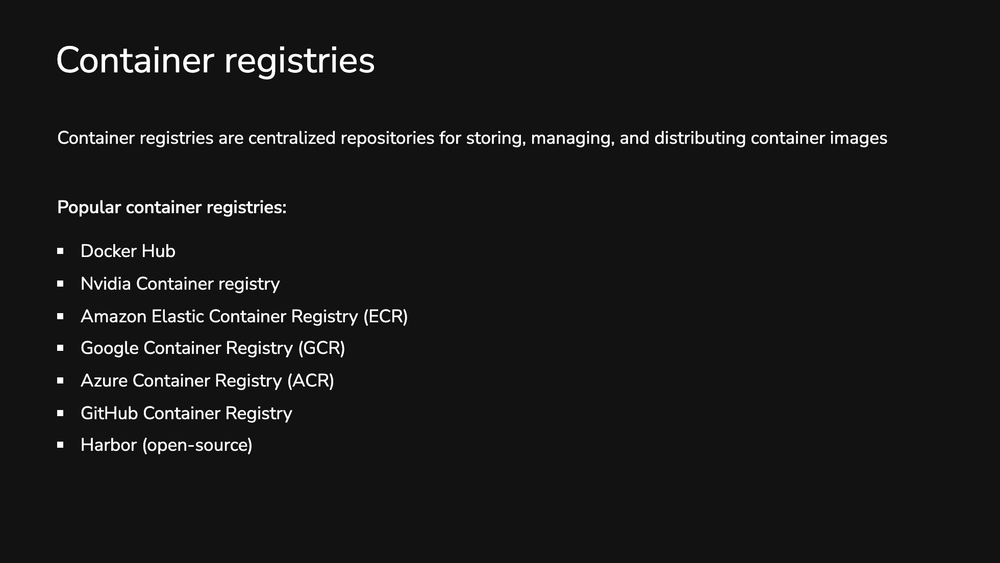 Container registries
Container registries are centralized repositories for storing, managing, and distributing container images
Popular container registries:
▪ Docker Hub
▪ Nvidia Container registry
▪ Amazon Elastic Container Registry (ECR)
▪ Google Container Registry (GCR)
▪ Azure Container Registry (ACR)
▪ GitHub Container Registry
▪ Harbor (open-source)